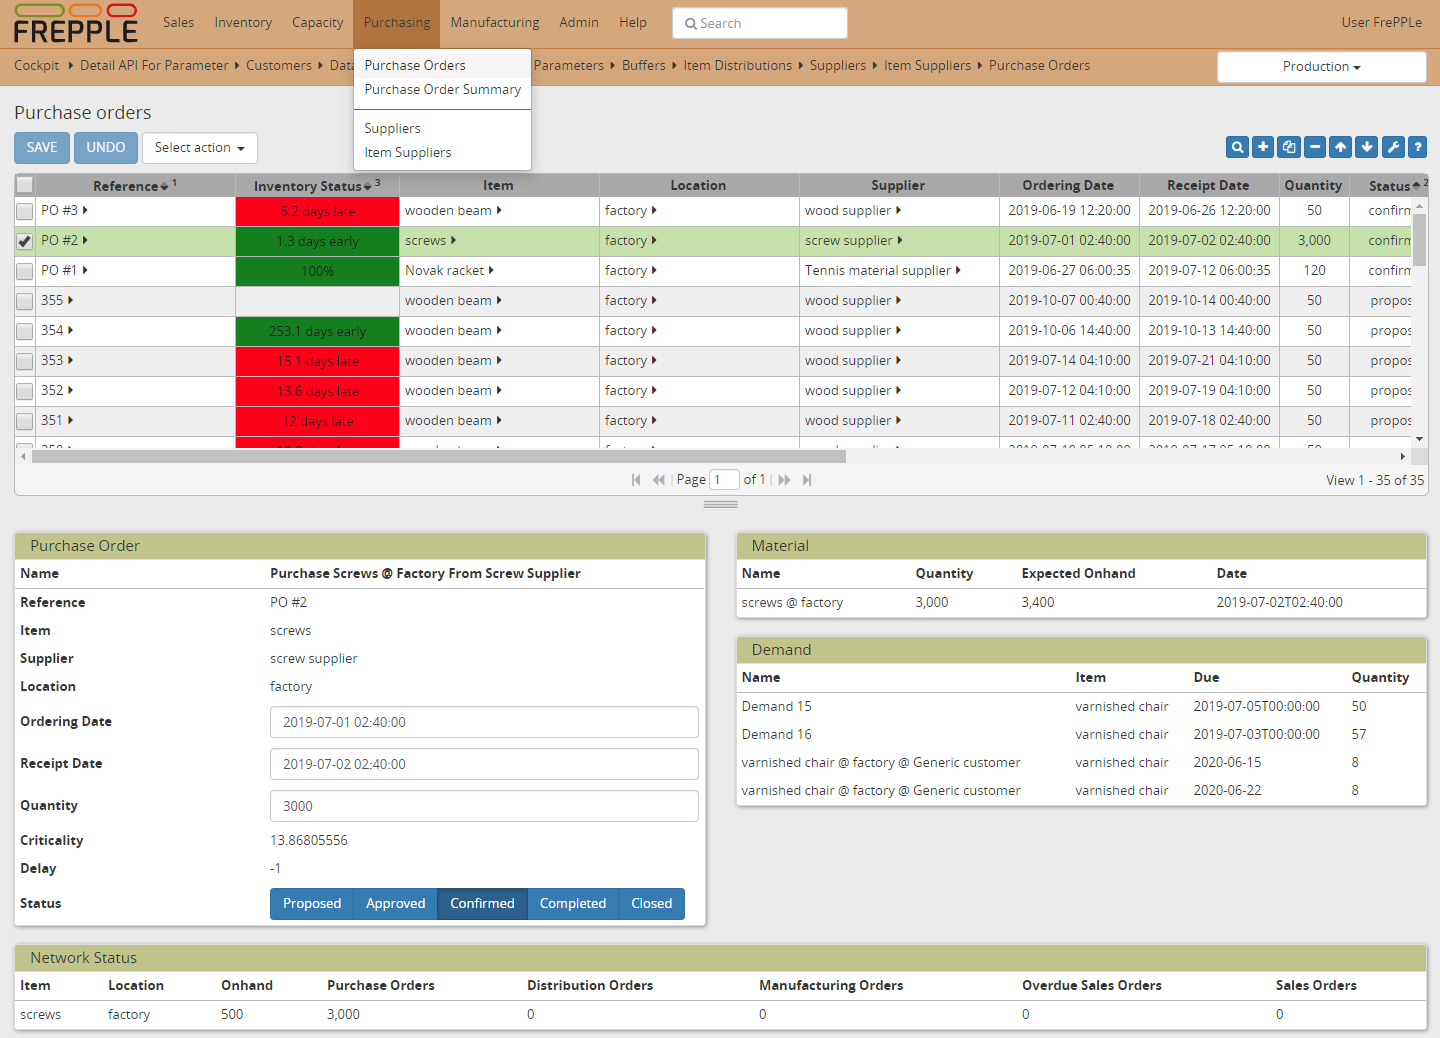 FREPPLE Sales Inventory Capacity Purchasing Manufacturing Admin Help Search User FrePPLe
Cockpit Detail API For Parameter Customers Data Parameters Buffers Item Distributions Suppliers Item Suppliers Purchase Orders Production
Purchase Orders
Purchase Order Summary
Suppliers
Item Suppliers
Purchase orders
SAVE UNDO Select action
Reference 1 Inventory Status 3 Item Location Supplier Ordering Date Receipt Date Quantity Status 2
PO #3 6.2 days late wooden beam factory wood supplier 2019-06-19 12:20:00 2019-06-26 12:20:00 50 confirm
PO #2 1.3 days early screws factory screw supplier 2019-07-01 02:40:00 2019-07-02 02:40:00 3,000 confirm
PO #1 100% Novak racket factory Tennis material supplier 2019-06-27 06:00:35 2019-07-12 06:00:35 120 confirm
355 wooden beam factory wood supplier 2019-10-07 00:40:00 2019-10-14 00:40:00 50 propos
354 253.1 days early wooden beam factory wood supplier 2019-10-06 14:40:00 2019-10-13 14:40:00 50 propos
353 15.1 days late wooden beam factory wood supplier 2019-07-14 04:10:00 2019-07-21 04:10:00 50 propos
352 13.6 days late wooden beam factory wood supplier 2019-07-12 04:10:00 2019-07-19 04:10:00 50 propos
351 12 days late wooden beam factory wood supplier 2019-07-11 02:40:00 2019-07-18 02:40:00 50 propos
Page 1 of 1 View 1 - 35 of 35
Purchase Order
Name Purchase Screws @ Factory From Screw Supplier
Reference PO #2
Item screws
Supplier screw supplier
Location factory
Ordering Date 2019-07-01 02:40:00
Receipt Date 2019-07-02 02:40:00
Quantity 3000
Criticality 13.86805556
Delay -1
Status Proposed Approved Confirmed Completed Closed
Material
Name Quantity Expected Onhand Date
screws @ factory 3,000 3,400 2019-07-02T02:40:00
Demand
Name Item Due Quantity
Demand 15 varnished chair 2019-07-05T00:00:00 50
Demand 16 varnished chair 2019-07-03T00:00:00 57
varnished chair @ factory @ Generic customer varnished chair 2020-06-15 8
varnished chair @ factory @ Generic customer varnished chair 2020-06-22 8
Network Status
Item Location Onhand Purchase Orders Distribution Orders Manufacturing Orders Overdue Sales Orders Sales Orders
screws factory 500 3,000 0 0 0 0